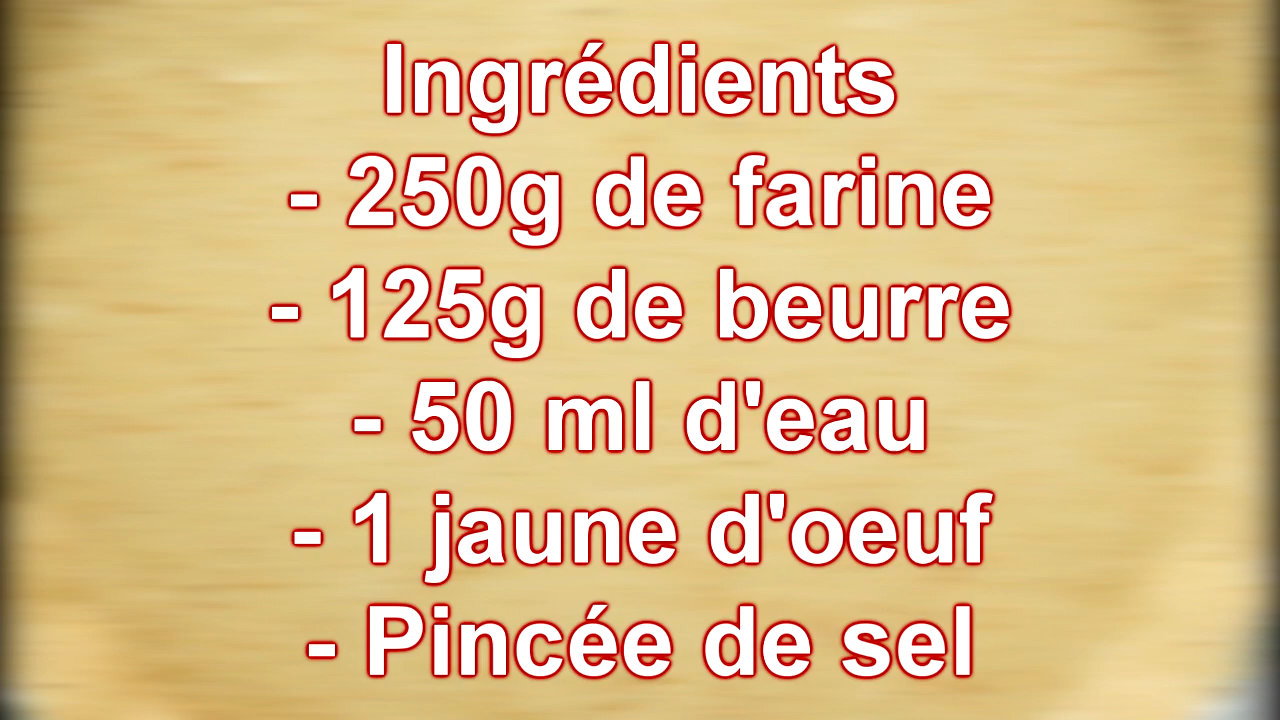 Ingrédients
- 250g de farine
- 125g de beurre
- 50 ml d'eau
- 1 jaune d'oeuf
- Pincée de sel